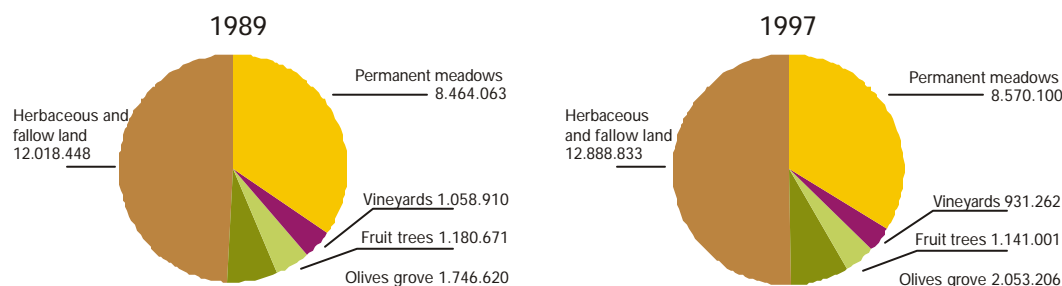 1989
Permanent meadows
8.464.063
Herbaceous and
fallow land
12.018.448
Vineyards 1.058.910
Fruit trees 1.180.671
Olives grove 1.746.620
1997
Permanent meadows
8.570.100
Herbaceous
and fallow land
12.888.833
Vineyards 931.262
Fruit trees 1.141.001
Olives grove 2.053.206